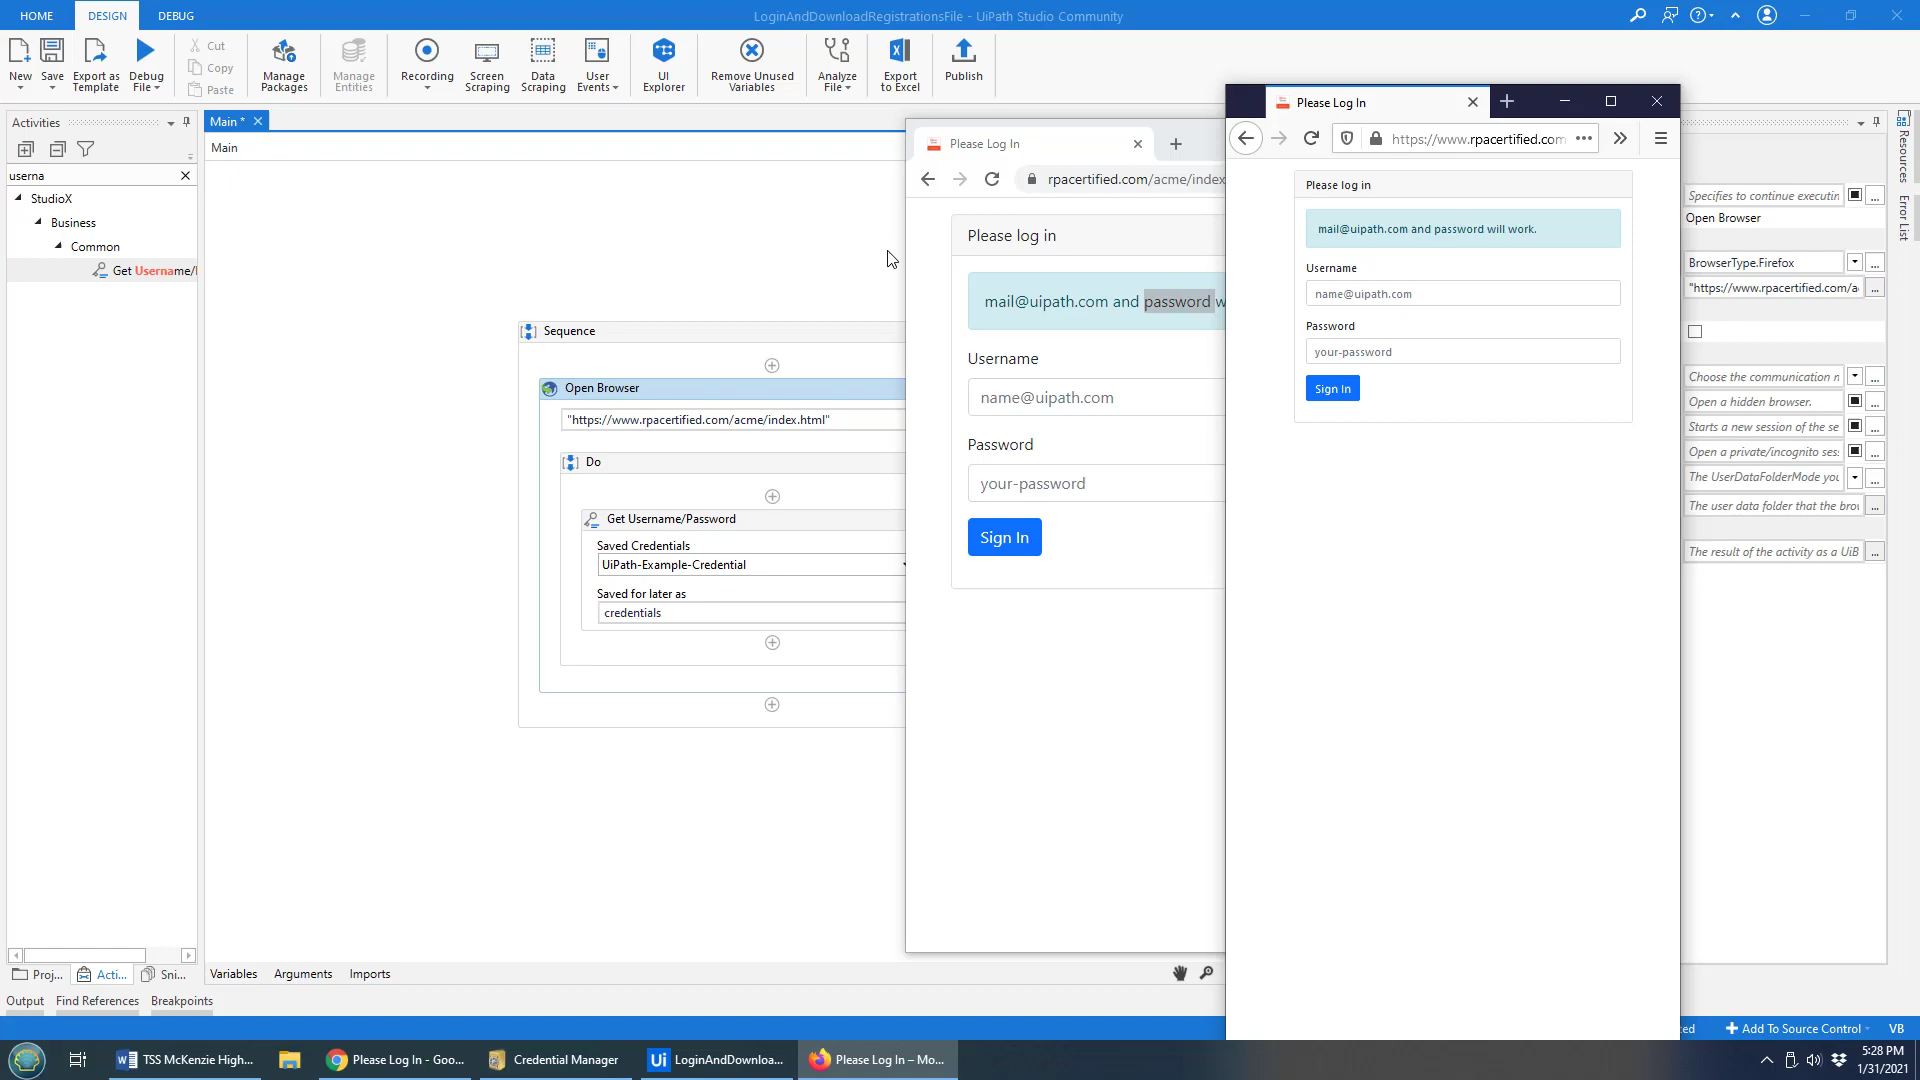 HOME
DESIGN
DEBUG
LoginAndDownloadRegistrationsFile - UiPath Studio Community
New
Save
Export as
Template
Debug
File
Cut
Copy
Paste
Manage
Packages
Manage
Entities
Recording
Screen
Scraping
Data
Scraping
User
Events
UI
Explorer
Remove Unused
Variables
Analyze
File
Export
to Excel
Publish
Activities
userna
StudioX
Business
Common
Get Username/
Main *
Main
Sequence
Open Browser
"https://www.rpacertified.com/acme/index.html"
Do
Get Username/Password
Saved Credentials
UiPath-Example-Credential
Saved for later as
credentials
Please Log In
rpacertified.com/acme/index
Please log in
mail@uipath.com and password w
Username
name@uipath.com
Password
your-password
Sign In
Please Log In
https://www.rpacertified.com
Please log in
mail@uipath.com and password will work.
Username
name@uipath.com
Password
your-password
Sign In
Specifies to continue executin
Open Browser
BrowserType.Firefox
"https://www.rpacertified.com/a
Choose the communication n
Open a hidden browser.
Starts a new session of the se
Open a private/incognito ses
The UserDataFolderMode you
The user data folder that the brow
The result of the activity as a UiB
Resources
Error List
Proj...
Acti...
Sni...
Variables
Arguments
Imports
Output
Find References
Breakpoints
ed
Add To Source Control
VB
TSS McKenzie High...
Please Log In - Goo...
Credential Manager
Ui
LoginAndDownloa...
Please Log In – Mo...
5:28 PM
1/31/2021